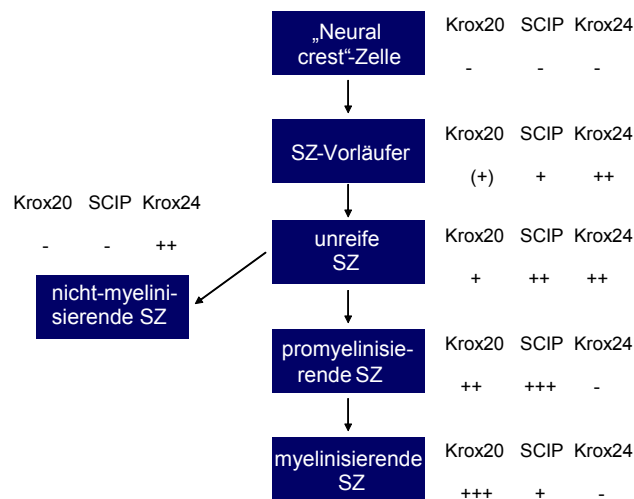 „Neural
crest“-Zelle
Krox20 SCIP Krox24
- - -
SZ-Vorläufer
Krox20 SCIP Krox24
(+) + ++
Krox20 SCIP Krox24
- - ++
nicht-myelini-
sierende SZ
unreife
SZ
Krox20 SCIP Krox24
+ ++ ++
promyelinisie-
rende SZ
Krox20 SCIP Krox24
++ +++ -
myelinisierende
SZ
Krox20 SCIP Krox24
+++ + -